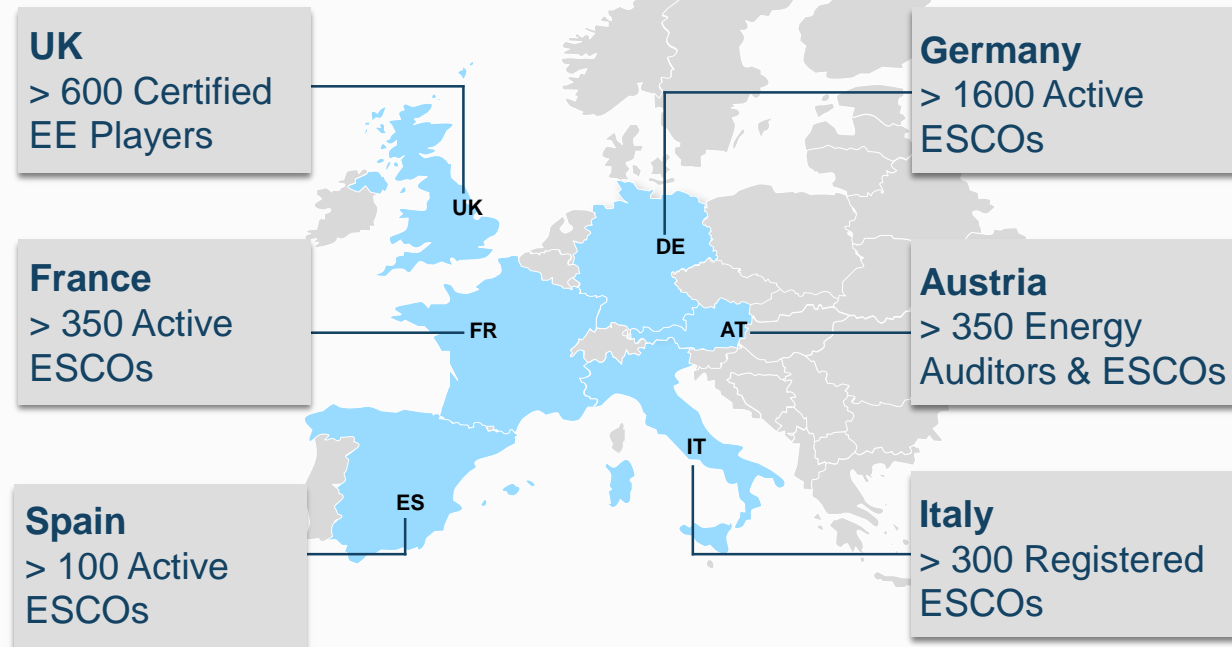 UK
> 600 Certified
EE Players
Germany
> 1600 Active
ESCOs
France
> 350 Active
ESCOs
Austria
> 350 Energy
Auditors & ESCOs
Spain
> 100 Active
ESCOs
Italy
> 300 Registered
ESCOs
UK
DE
FR
AT
IT
ES